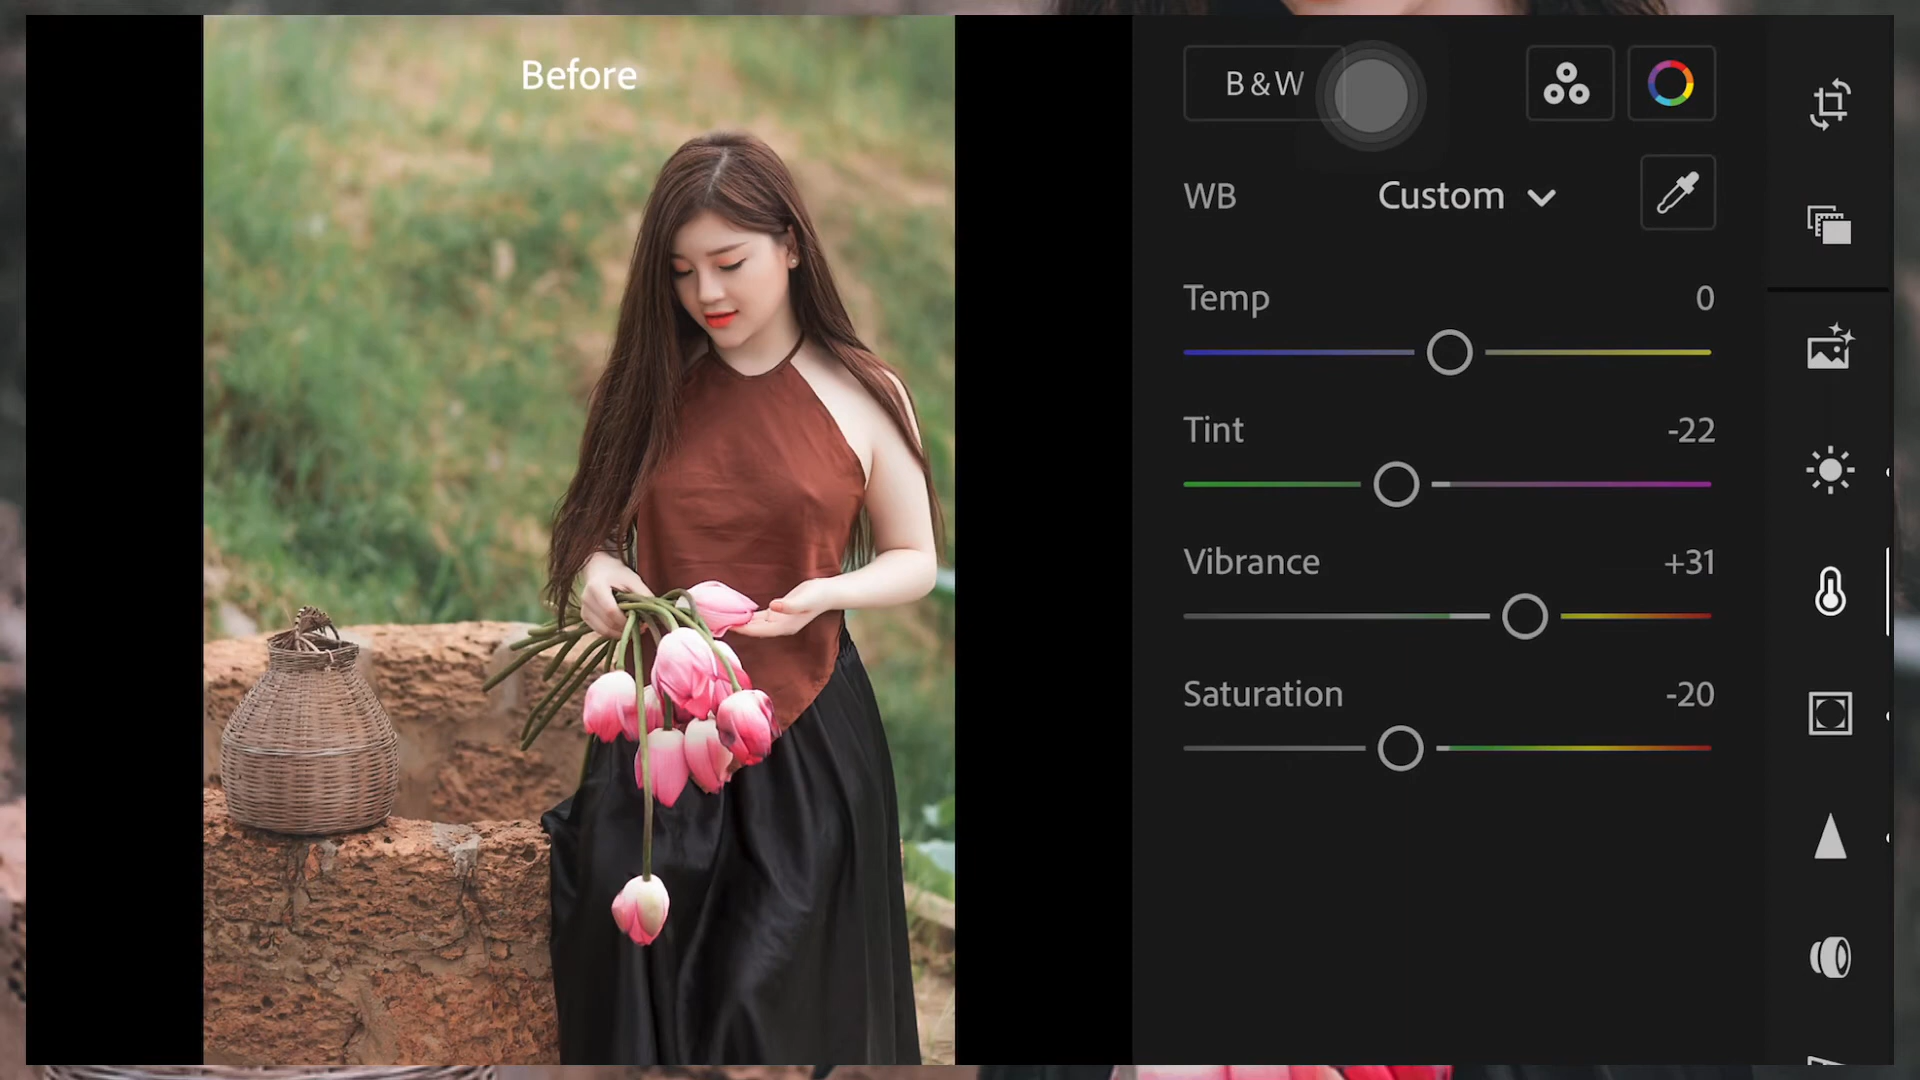 Before
B&W
WB Custom
Temp 0
Tint -22
Vibrance +31
Saturation -20